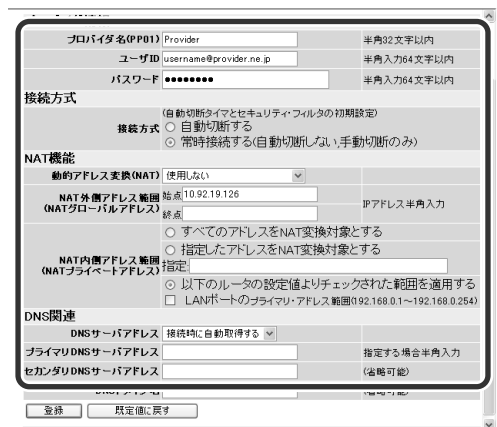 プロバイダ名(PP01) Provider 半角32文字以内
ユーザID username@provider.ne.jp 半角入力64文字以内
パスワード ●●●●●●●● 半角入力64文字以内
接続方式
(自動切断タイマとセキュリティ・フィルタの初期設定)
接続方式 自動切断する
常時接続する(自動切断しない,手動切断のみ)
NAT機能
動的アドレス変換(NAT) 使用しない
NAT外側アドレス範囲 始点 10.92.19.126 IPアドレス半角入力
(NATグローバルアドレス) 終点
すべてのアドレスをNAT変換対象とする
指定したアドレスをNAT変換対象とする
NAT内側アドレス範囲 指定:
(NATプライベートアドレス)
以下のルータの設定値よりチェックされた範囲を適用する
LANポートのプライマリ・アドレス範囲(192.168.0.1～192.168.0.254)
DNS関連
DNSサーバアドレス 接続時に自動取得する
プライマリDNSサーバアドレス 指定する場合半角入力
セカンダリDNSサーバアドレス (省略可能)
登録 既定値に戻す